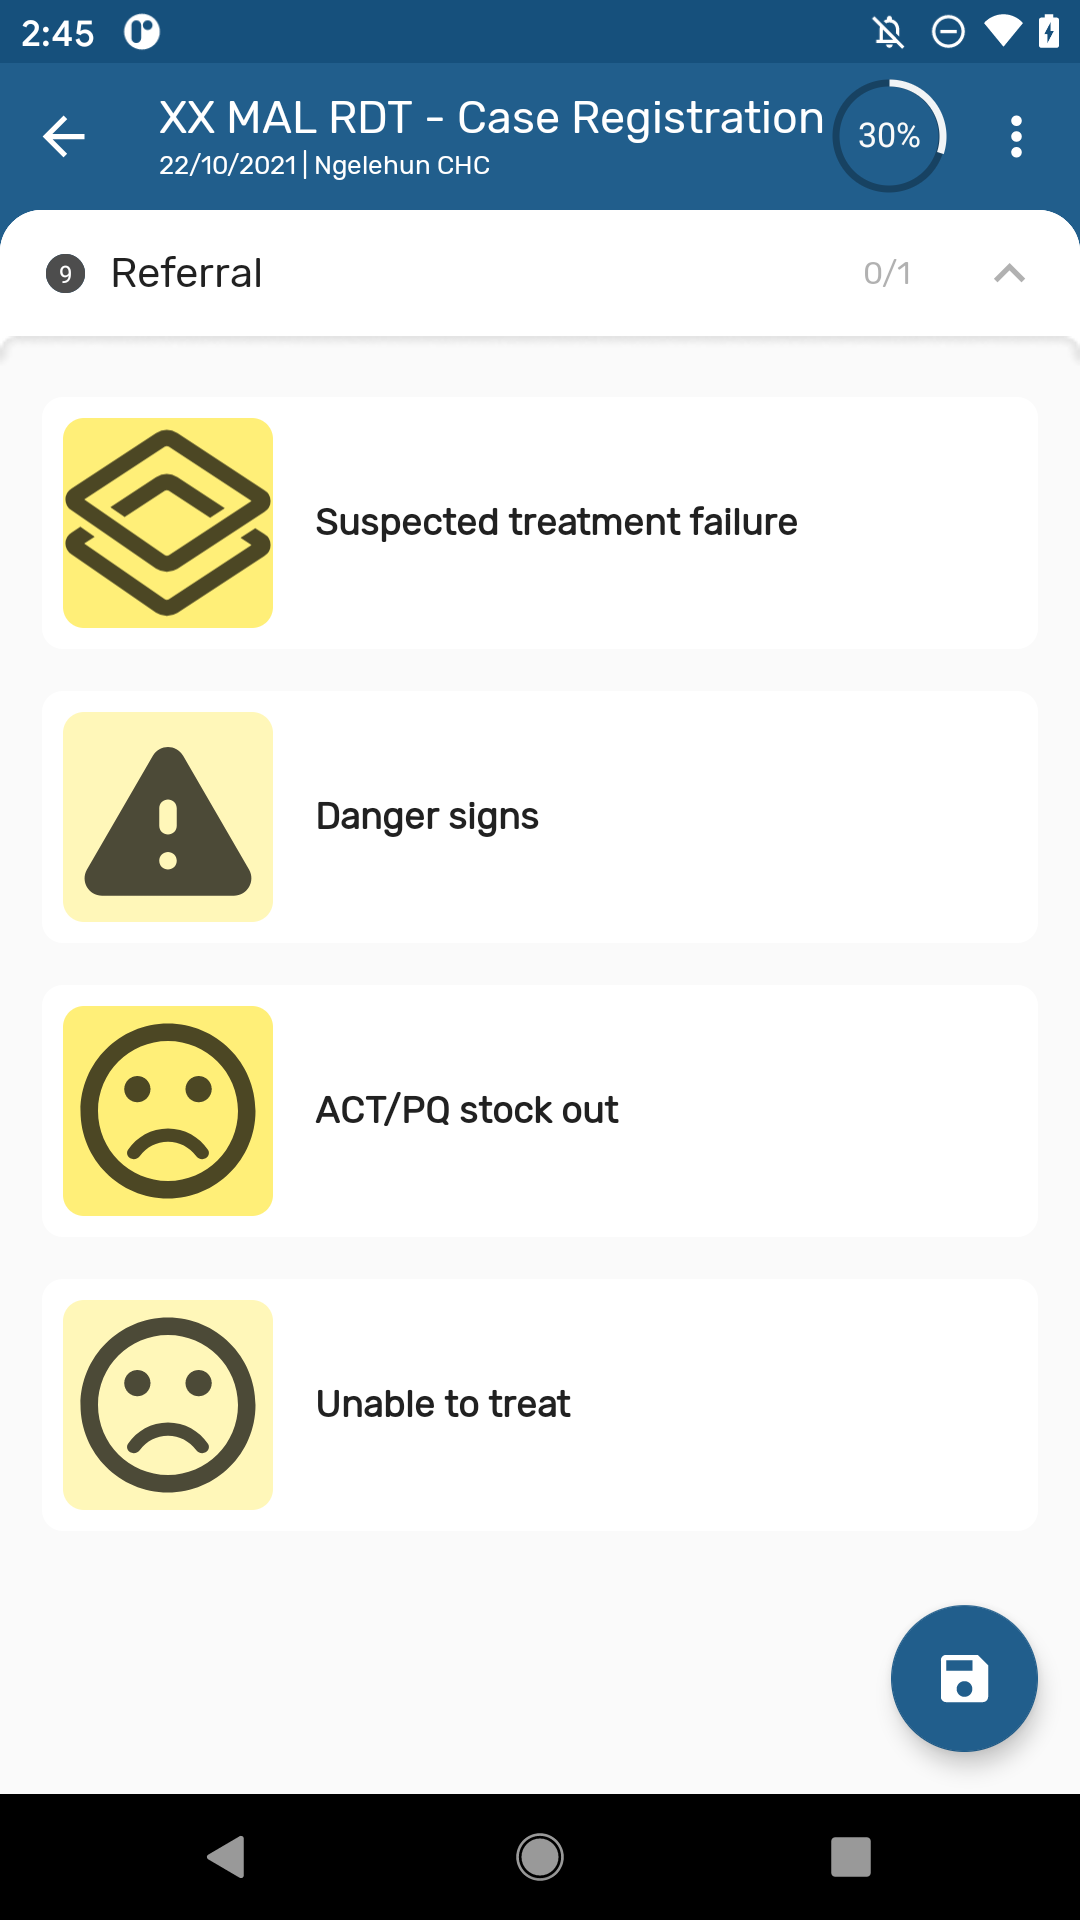 2:45
XX MAL RDT - Case Registration
30%
22/10/2021 | Ngelehun CHC
9 Referral 0/1
Suspected treatment failure
Danger signs
ACT/PQ stock out
Unable to treat